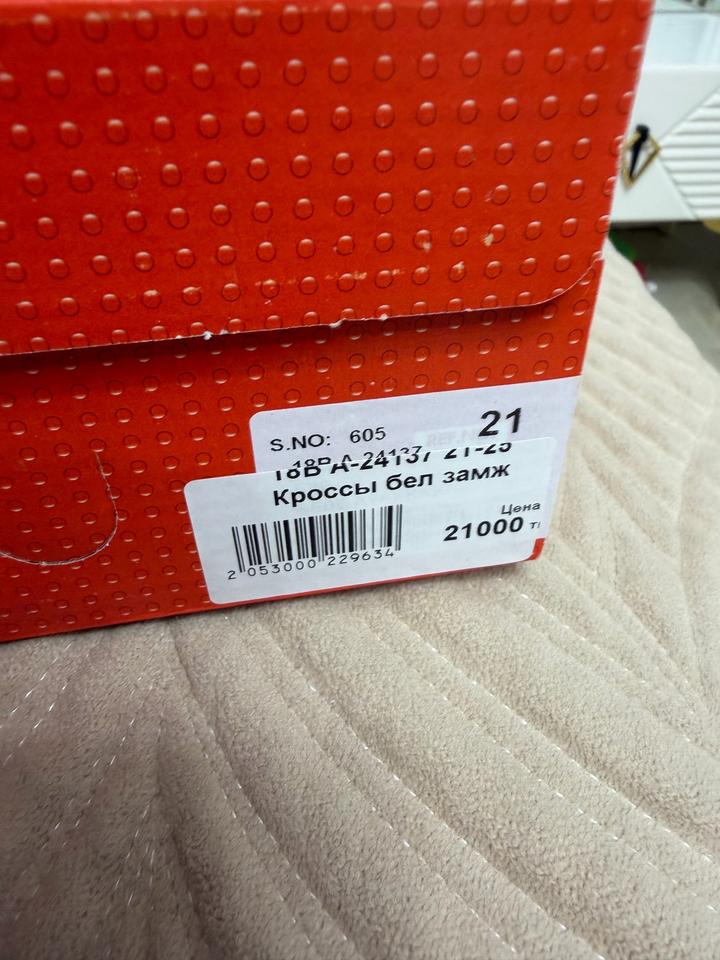 S.NO: 605 21
18B A-24137 21-25
Кроссы бел замж
Цена
21000
2 053000 229634